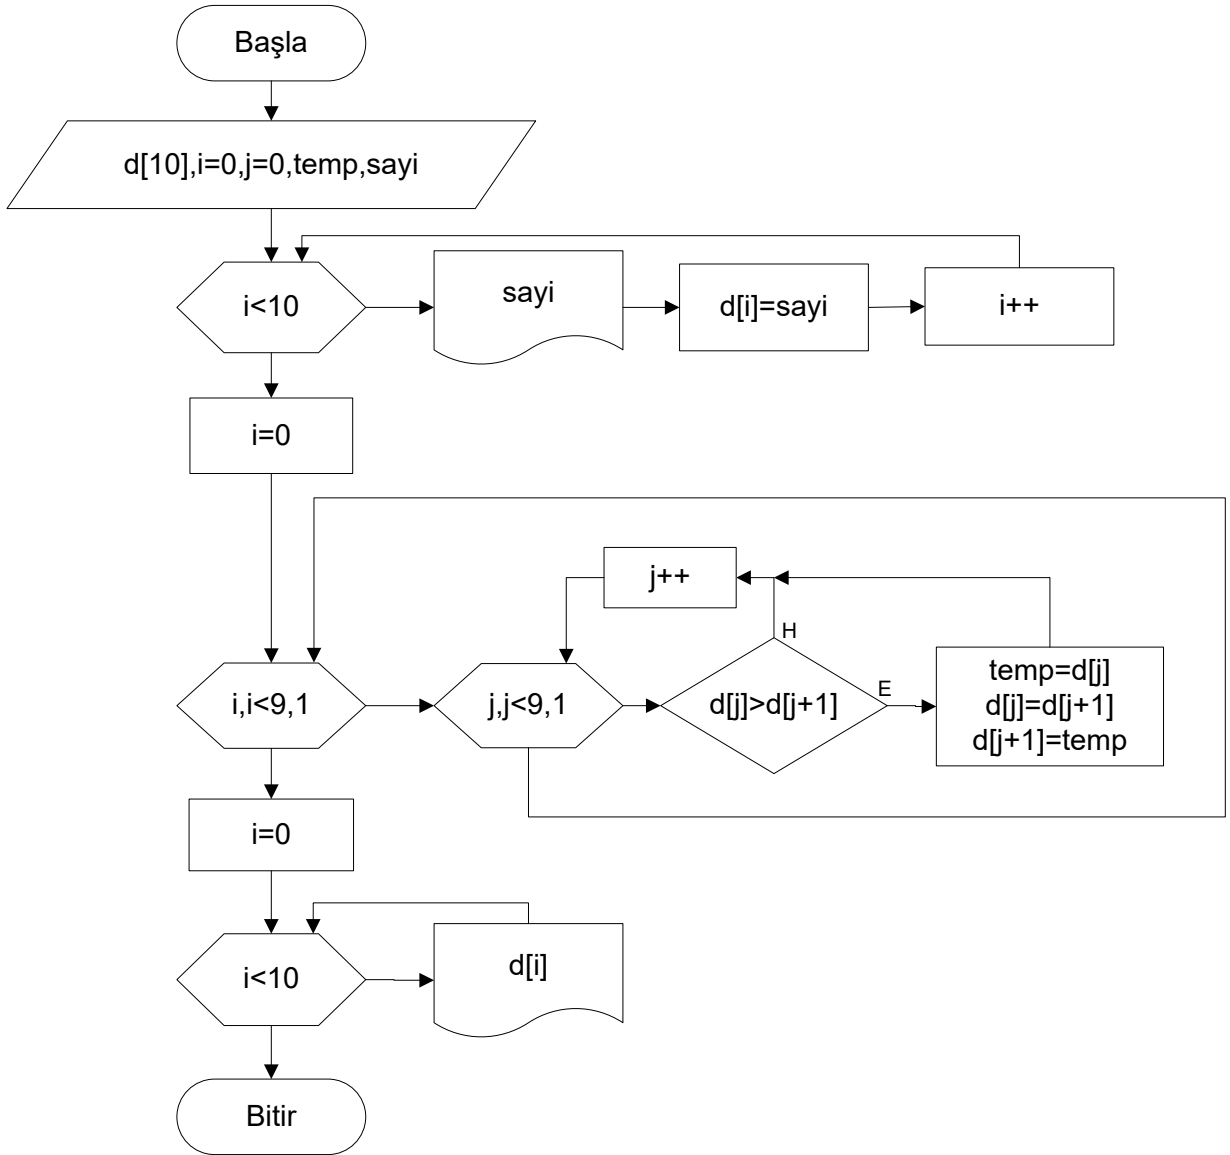 Başla
d[10],i=0,j=0,temp,sayi
i<10
sayi
d[i]=sayi
i++
i=0
j++
H
i,i<9,1
j,j<9,1
d[j]>d[j+1]
E
temp=d[j]
d[j]=d[j+1]
d[j+1]=temp
i=0
i<10
d[i]
Bitir